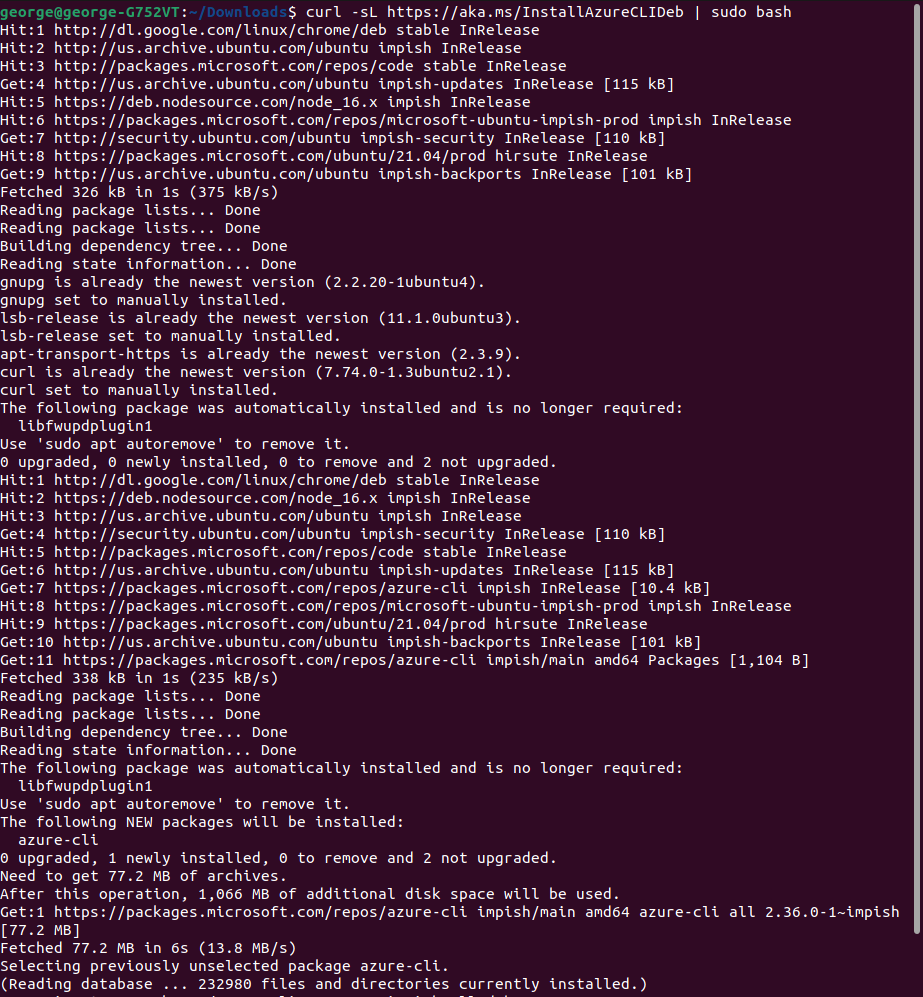 george@george-G752VT:~/Downloads$ curl -sL https://aka.ms/InstallAzureCLIDeb | sudo bash
Hit:1 http://dl.google.com/linux/chrome/deb stable InRelease
Hit:2 http://us.archive.ubuntu.com/ubuntu impish InRelease
Hit:3 http://packages.microsoft.com/repos/code stable InRelease
Get:4 http://us.archive.ubuntu.com/ubuntu impish-updates InRelease [115 kB]
Hit:5 https://deb.nodesource.com/node_16.x impish InRelease
Hit:6 https://packages.microsoft.com/repos/microsoft-ubuntu-impish-prod impish InRelease
Get:7 http://security.ubuntu.com/ubuntu impish-security InRelease [110 kB]
Hit:8 https://packages.microsoft.com/ubuntu/21.04/prod hirsute InRelease
Get:9 http://us.archive.ubuntu.com/ubuntu impish-backports InRelease [101 kB]
Fetched 326 kB in 1s (375 kB/s)
Reading package lists... Done
Reading package lists... Done
Building dependency tree... Done
Reading state information... Done
gnupg is already the newest version (2.2.20-1ubuntu4).
gnupg set to manually installed.
lsb-release is already the newest version (11.1.0ubuntu3).
lsb-release set to manually installed.
apt-transport-https is already the newest version (2.3.9).
curl is already the newest version (7.74.0-1.3ubuntu2.1).
curl set to manually installed.
The following package was automatically installed and is no longer required:
  libfwupdplugin1
Use 'sudo apt autoremove' to remove it.
0 upgraded, 0 newly installed, 0 to remove and 2 not upgraded.
Hit:1 http://dl.google.com/linux/chrome/deb stable InRelease
Hit:2 https://deb.nodesource.com/node_16.x impish InRelease
Hit:3 http://us.archive.ubuntu.com/ubuntu impish InRelease
Get:4 http://security.ubuntu.com/ubuntu impish-security InRelease [110 kB]
Hit:5 http://packages.microsoft.com/repos/code stable InRelease
Get:6 http://us.archive.ubuntu.com/ubuntu impish-updates InRelease [115 kB]
Get:7 https://packages.microsoft.com/repos/azure-cli impish InRelease [10.4 kB]
Hit:8 https://packages.microsoft.com/repos/microsoft-ubuntu-impish-prod impish InRelease
Hit:9 https://packages.microsoft.com/ubuntu/21.04/prod hirsute InRelease
Get:10 http://us.archive.ubuntu.com/ubuntu impish-backports InRelease [101 kB]
Get:11 https://packages.microsoft.com/repos/azure-cli impish/main amd64 Packages [1,104 B]
Fetched 338 kB in 1s (235 kB/s)
Reading package lists... Done
Reading package lists... Done
Building dependency tree... Done
Reading state information... Done
The following package was automatically installed and is no longer required:
  libfwupdplugin1
Use 'sudo apt autoremove' to remove it.
The following NEW packages will be installed:
  azure-cli
0 upgraded, 1 newly installed, 0 to remove and 2 not upgraded.
Need to get 77.2 MB of archives.
After this operation, 1,066 MB of additional disk space will be used.
Get:1 https://packages.microsoft.com/repos/azure-cli impish/main amd64 azure-cli all 2.36.0-1~impish
[77.2 MB]
Fetched 77.2 MB in 6s (13.8 MB/s)
Selecting previously unselected package azure-cli.
(Reading database ... 232980 files and directories currently installed.)